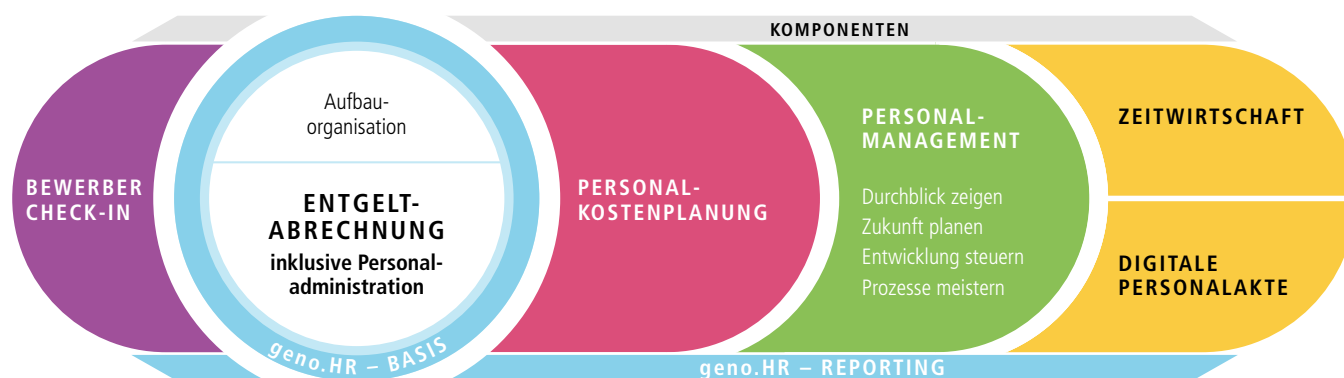 KOMPONENTEN
BEWERBER
CHECK-IN
Aufbau-
organisation
ENTGELT-
ABRECHNUNG
inklusive Personal-
administration
geno.HR – BASIS
PERSONAL-
KOSTENPLANUNG
PERSONAL-
MANAGEMENT
Durchblick zeigen
Zukunft planen
Entwicklung steuern
Prozesse meistern
ZEITWIRTSCHAFT
DIGITALE
PERSONALAKTE
geno.HR – REPORTING